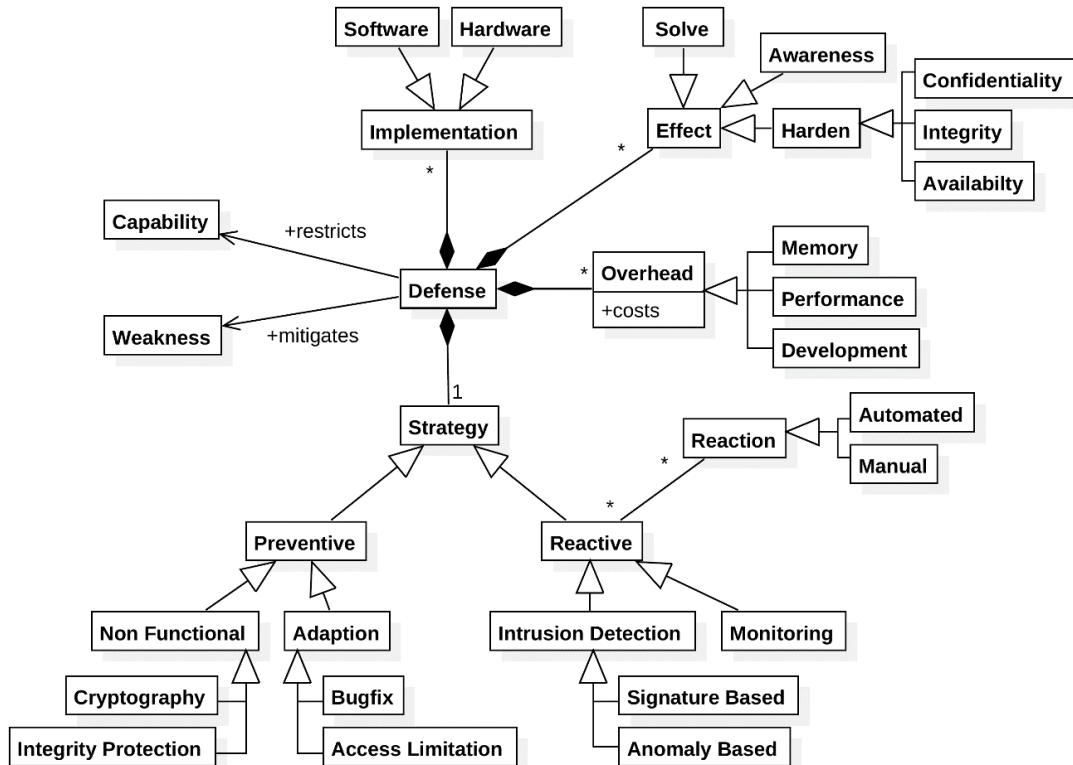 Software
Hardware
Solve
Awareness
Implementation
Effect
Harden
Confidentiality
Integrity
Availabilty
*
*
Capability
+restricts
Defense
*
Overhead
+costs
Memory
Performance
Development
Weakness
+mitigates
1
Strategy
Reaction
Automated
Manual
*
*
Preventive
Reactive
Non Functional
Adaption
Intrusion Detection
Monitoring
Cryptography
Bugfix
Signature Based
Integrity Protection
Access Limitation
Anomaly Based